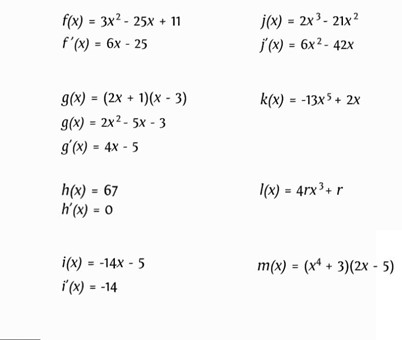 f(x) = 3x² - 25x + 11
f´(x) = 6x - 25
g(x) = (2x + 1)(x - 3)
g(x) = 2x² - 5x - 3
g´(x) = 4x - 5
h(x) = 67
h´(x) = 0
i(x) = -14x - 5
i´(x) = -14
j(x) = 2x³ - 21x²
j´(x) = 6x² - 42x
k(x) = -13x⁵ + 2x
l(x) = 4rx³ + r
m(x) = (x⁴ + 3)(2x - 5)